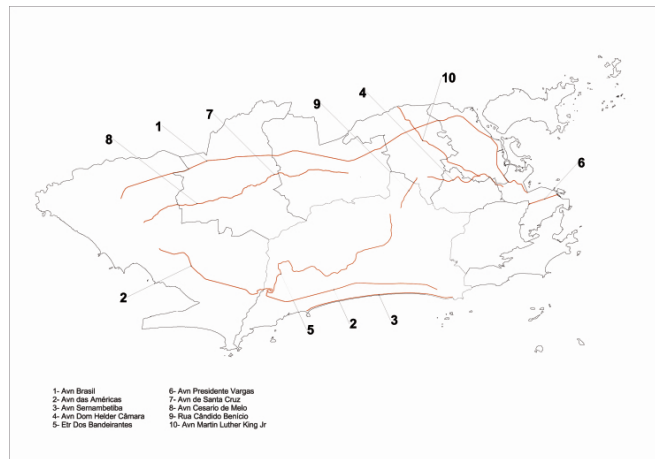 10
4
9
7
1
8
6
2
5
2
3
1- Avn Brasil
2- Avn das Américas
3- Avn Sernambetiba
4- Avn Dom Helder Câmara
5- Etr Dos Bandeirantes
6- Avn Presidente Vargas
7- Avn de Santa Cruz
8- Avn Cesario de Melo
9- Rua Cândido Benício
10- Avn Martin Luther King Jr